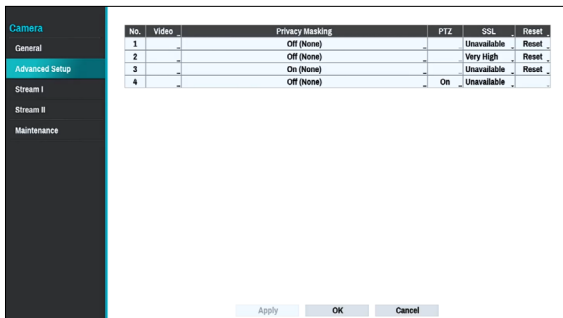 Camera
General
Advanced Setup
Stream I
Stream II
Maintenance
No. Video Privacy Masking PTZ SSL Reset
1 Off (None) Unavailable Reset
2 Off (None) Very High Reset
3 On (None) Unavailable Reset
4 Off (None) On Unavailable
Apply OK Cancel